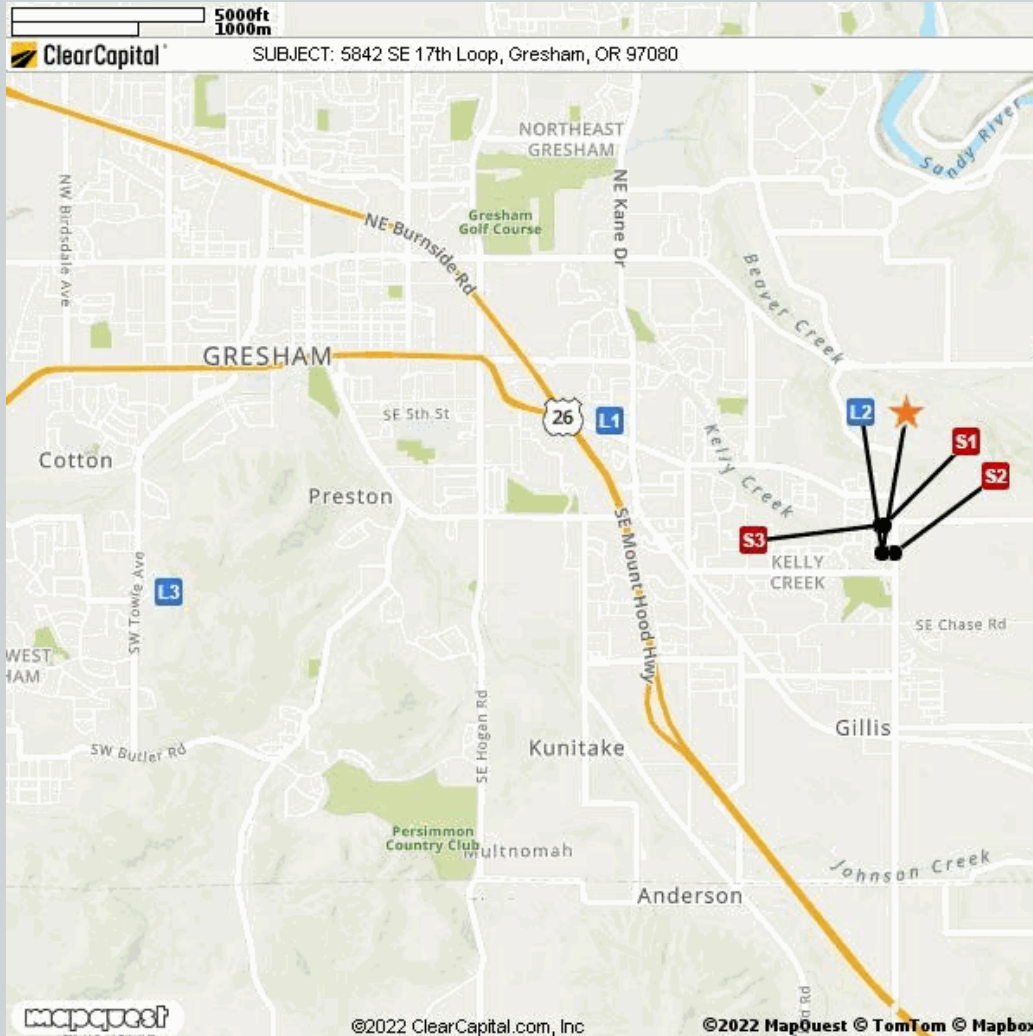 5000ft
1000m
ClearCapital
SUBJECT: 5842 SE 17th Loop, Gresham, OR 97080
NORTHEAST
GRESHAM
Sandy River
NW Birdsdale Ave
NE Kane Dr
Gresham
Golf Course
NE Burnside Rd
Beaver Creek
GRESHAM
SE 5th St
26
L1
L2
S1
Cotton
Kelly Creek
S2
Preston
SE Mount Hood Hwy
S3
KELLY
CREEK
SW Towle Ave
L3
SE Chase Rd
WEST
HAM
SE Hogan Rd
Gillis
SW Butler Rd
Kunitake
Persimmon
Country Club
Multnomah
Johnson Creek
Anderson
Rd
mapquest
©2022 ClearCapital.com, Inc
©2022 MapQuest © TomTom © Mapbo